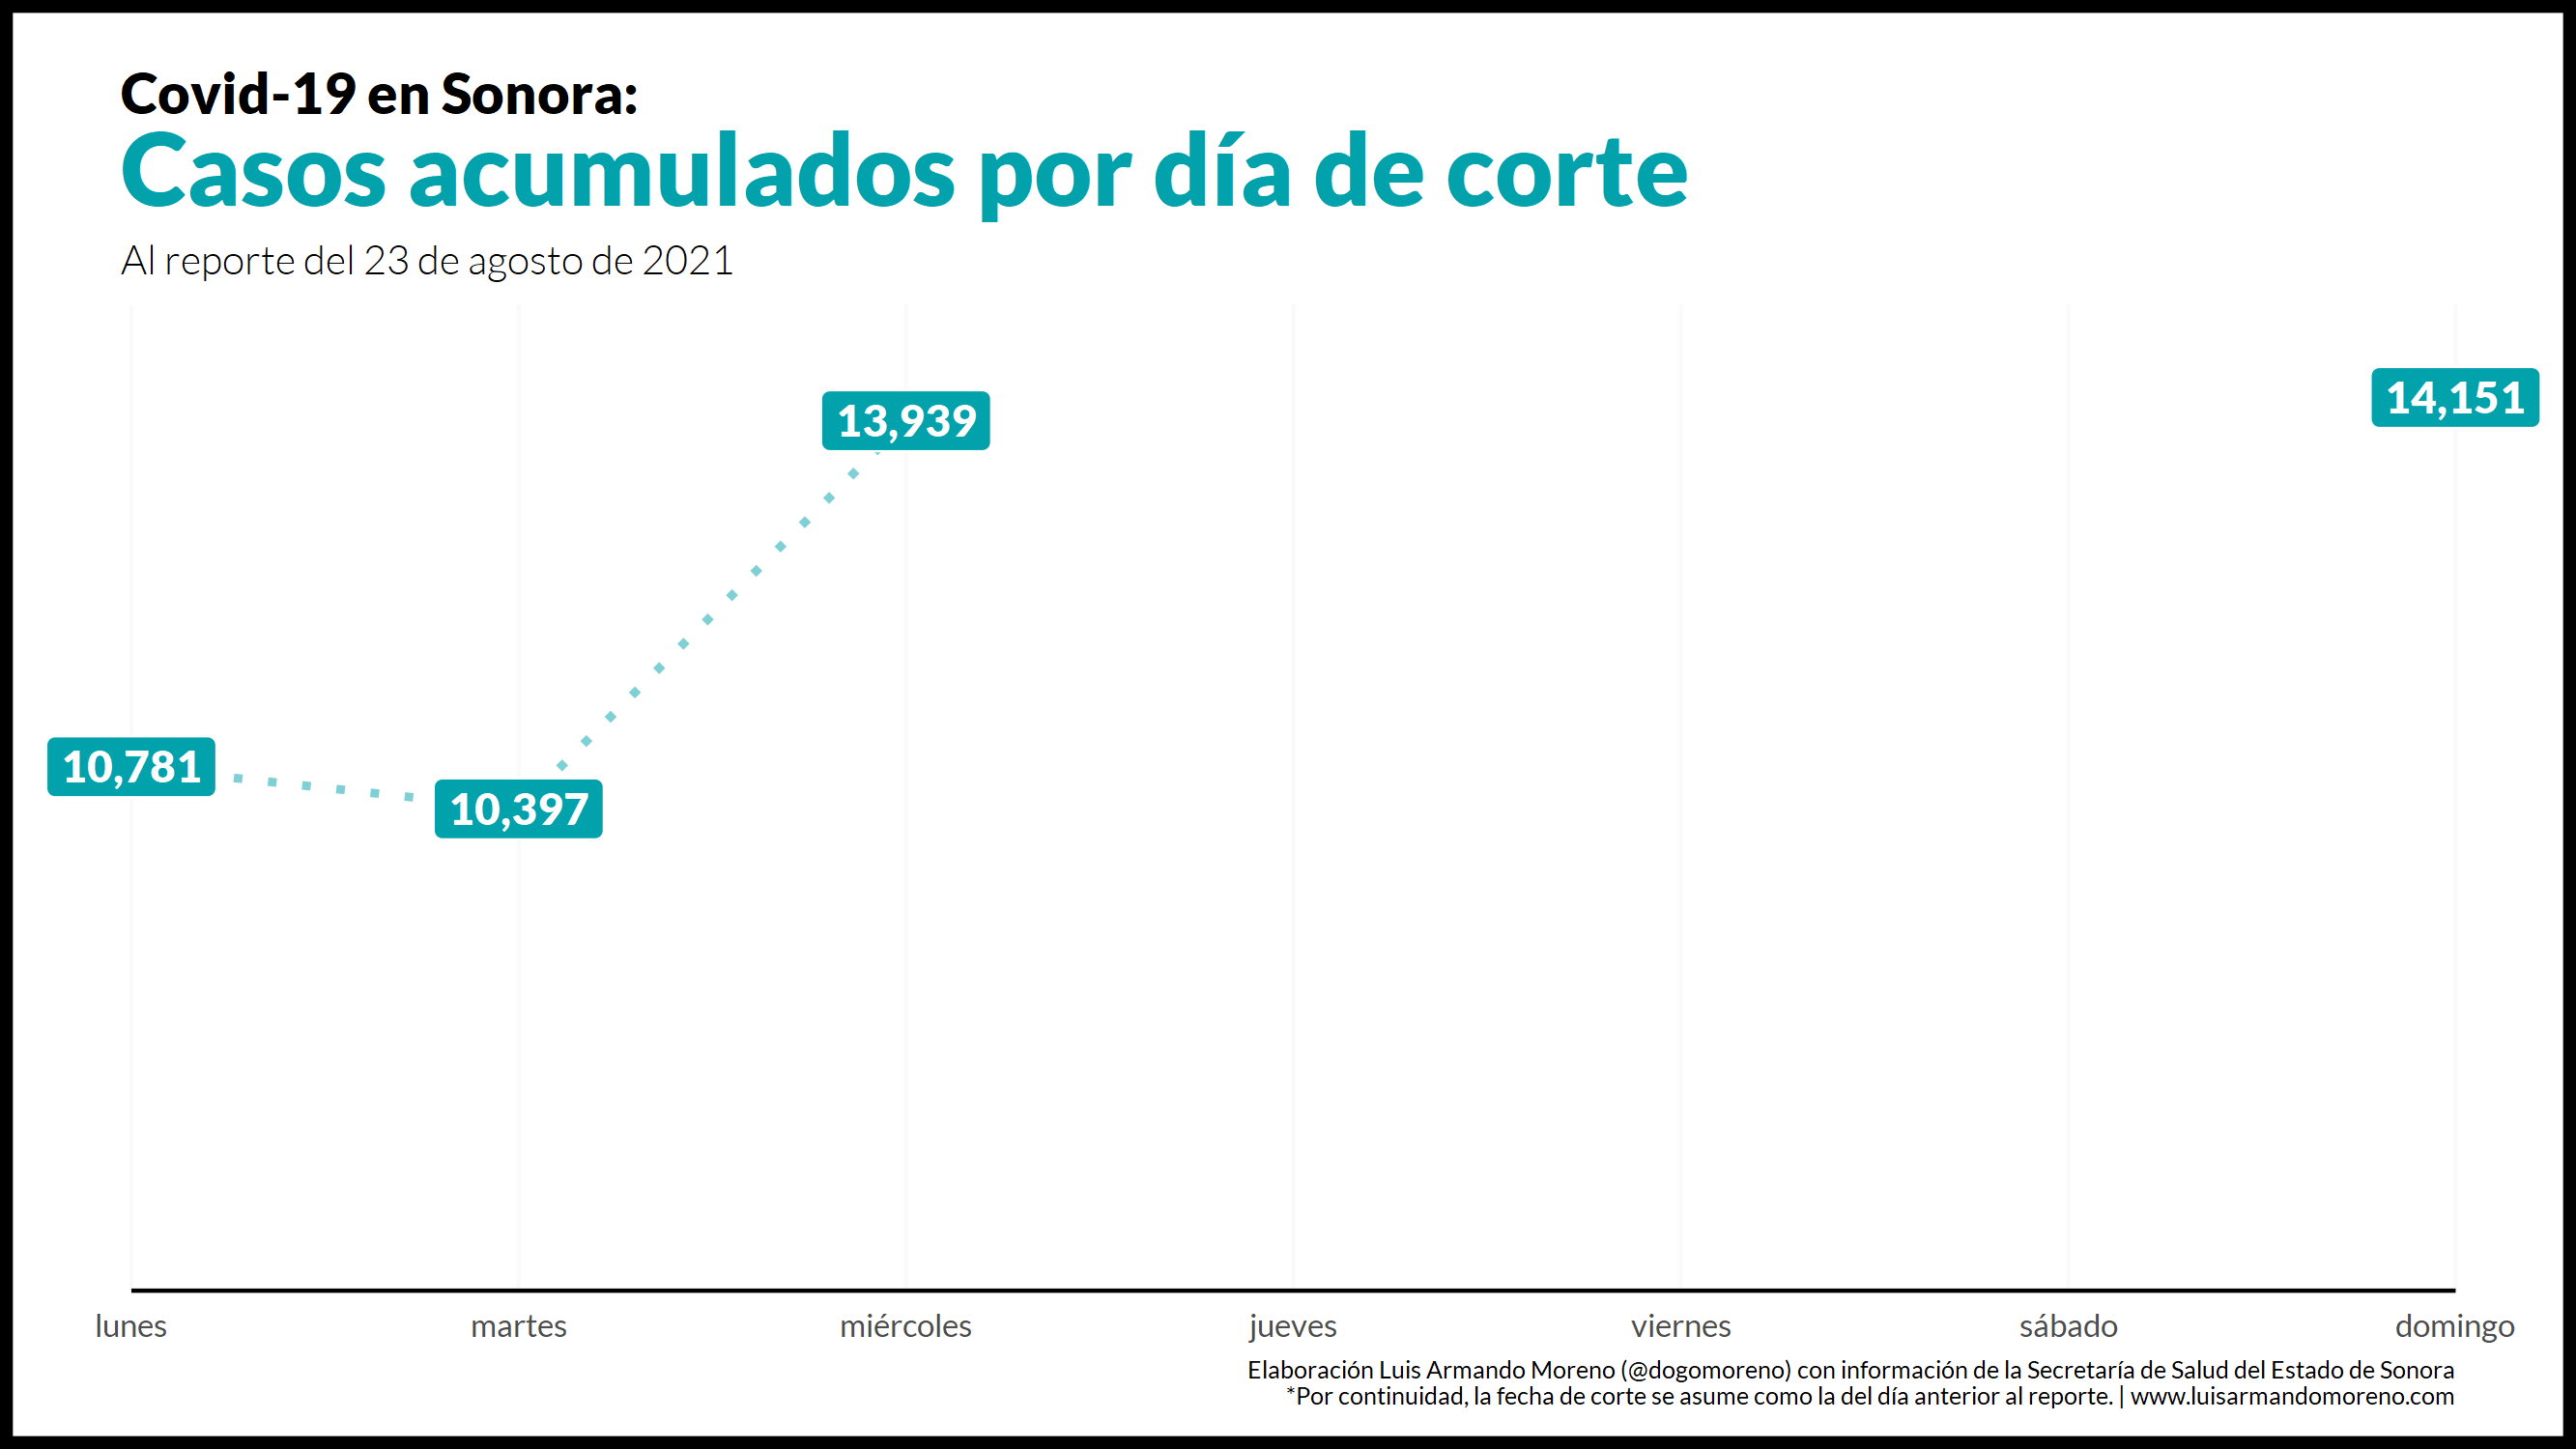 Covid-19 en Sonora:
Casos acumulados por día de corte
Al reporte del 23 de agosto de 2021
14,151
13,939
10,781
10,397
lunes martes miércoles jueves viernes sábado domingo
Elaboración Luis Armando Moreno (@dogomoreno) con información de la Secretaría de Salud del Estado de Sonora
*Por continuidad, la fecha de corte se asume como la del día anterior al reporte. | www.luisarmandomoreno.com